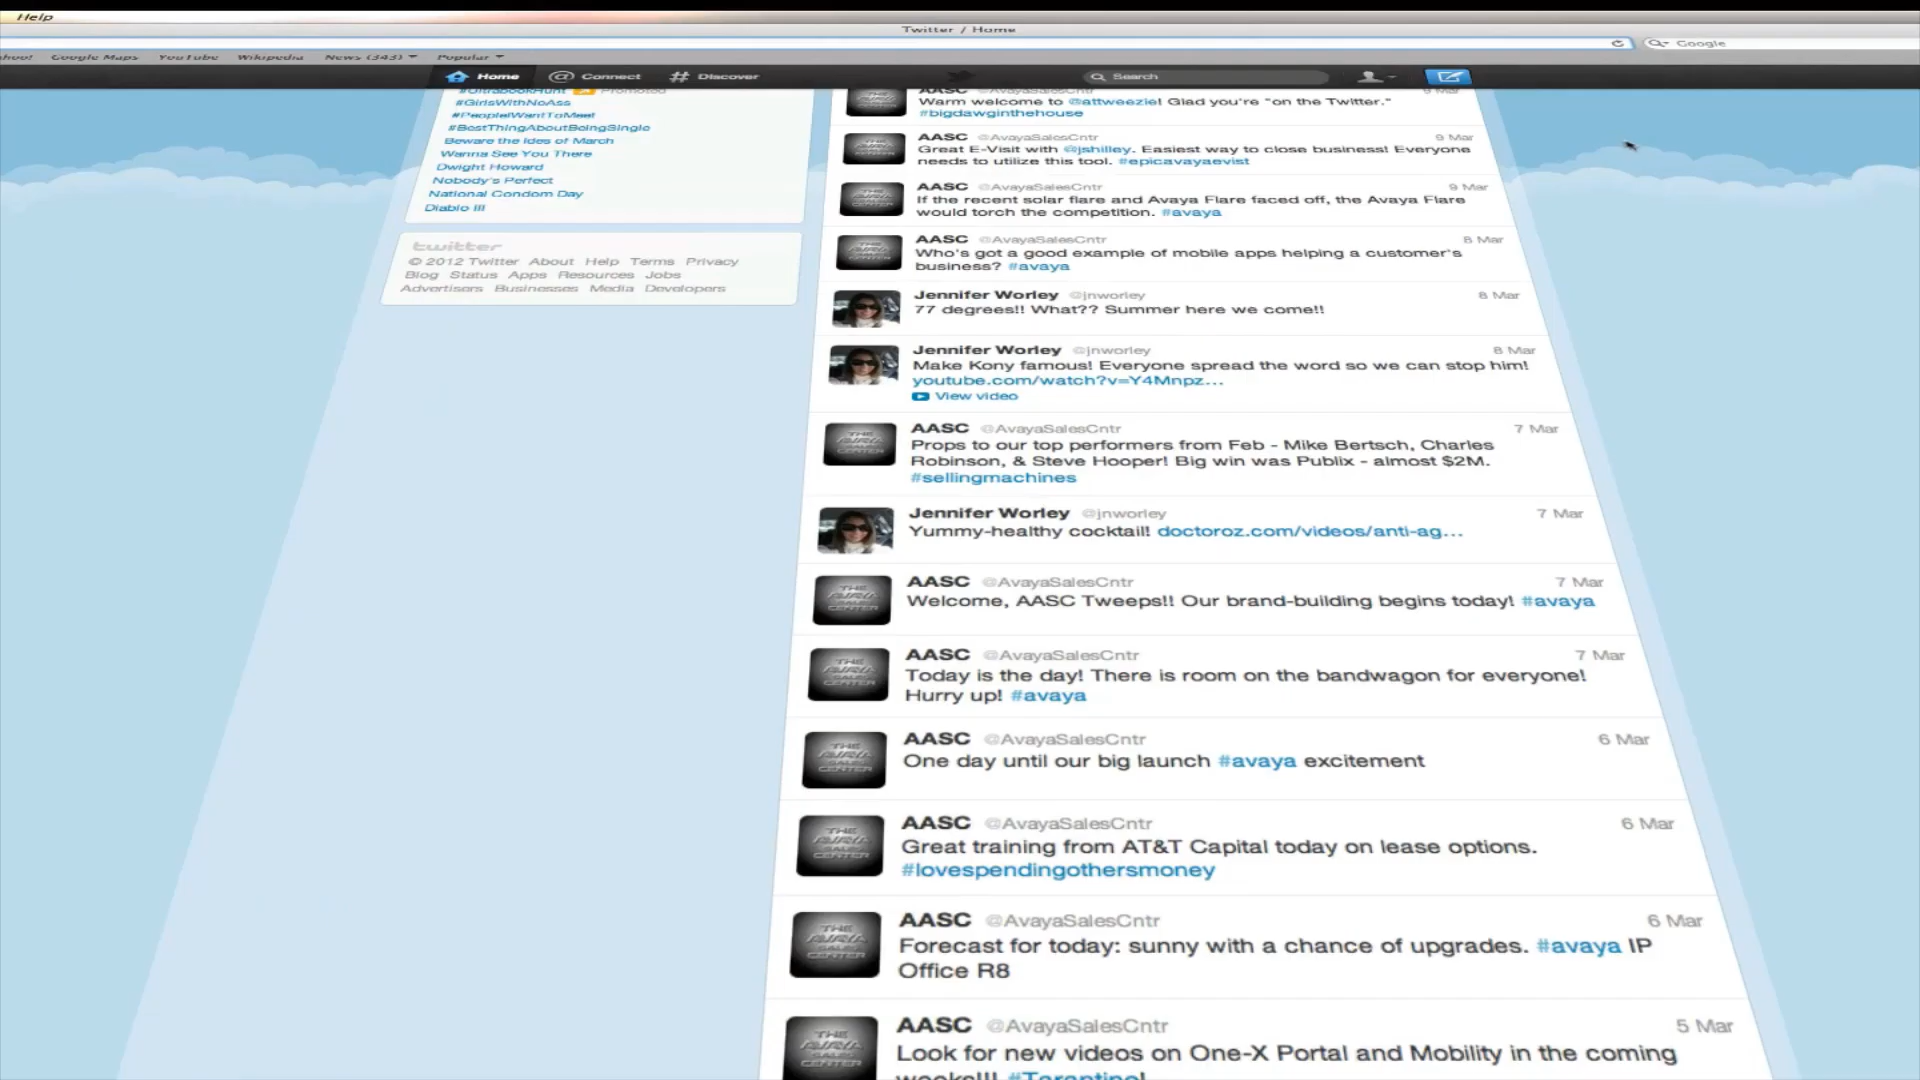 Help
Twitter / Home
Google
Google Maps YouTube Wikipedia News (343) Popular
Home Connect Discover Search
Promoted
#GirlsWithNoAss
#PeopleIWantToMeet
#BestThingAboutBeingSingle
Beware the Ides of March
Wanna See You There
Dwight Howard
Nobody's Perfect
National Condom Day
Diablo III
twitter
© 2012 Twitter About Help Terms Privacy
Blog Status Apps Resources Jobs
Advertisers Businesses Media Developers
AASC @AvayaSalesCntr 9 Mar
Warm welcome to @attweezie! Glad you're "on the Twitter."
#bigdawginthehouse
AASC @AvayaSalesCntr 9 Mar
Great E-Visit with @jshilley. Easiest way to close business! Everyone
needs to utilize this tool. #epicavayaevist
AASC @AvayaSalesCntr 9 Mar
If the recent solar flare and Avaya Flare faced off, the Avaya Flare
would torch the competition. #avaya
AASC @AvayaSalesCntr 8 Mar
Who's got a good example of mobile apps helping a customer's
business? #avaya
Jennifer Worley @jnworley 8 Mar
77 degrees!! What?? Summer here we come!!
Jennifer Worley @jnworley 8 Mar
Make Kony famous! Everyone spread the word so we can stop him!
youtube.com/watch?v=Y4Mnpz...
View video
AASC @AvayaSalesCntr 7 Mar
Props to our top performers from Feb - Mike Bertsch, Charles
Robinson, & Steve Hooper! Big win was Publix - almost $2M.
#sellingmachines
Jennifer Worley @jnworley 7 Mar
Yummy-healthy cocktail! doctoroz.com/videos/anti-ag...
AASC @AvayaSalesCntr 7 Mar
Welcome, AASC Tweeps!! Our brand-building begins today! #avaya
AASC @AvayaSalesCntr 7 Mar
Today is the day! There is room on the bandwagon for everyone!
Hurry up! #avaya
AASC @AvayaSalesCntr 6 Mar
One day until our big launch #avaya excitement
AASC @AvayaSalesCntr 6 Mar
Great training from AT&T Capital today on lease options.
#lovespendingothersmoney
AASC @AvayaSalesCntr 6 Mar
Forecast for today: sunny with a chance of upgrades. #avaya IP
Office R8
AASC @AvayaSalesCntr 5 Mar
Look for new videos on One-X Portal and Mobility in the coming
weeks!!! #Tarantino!